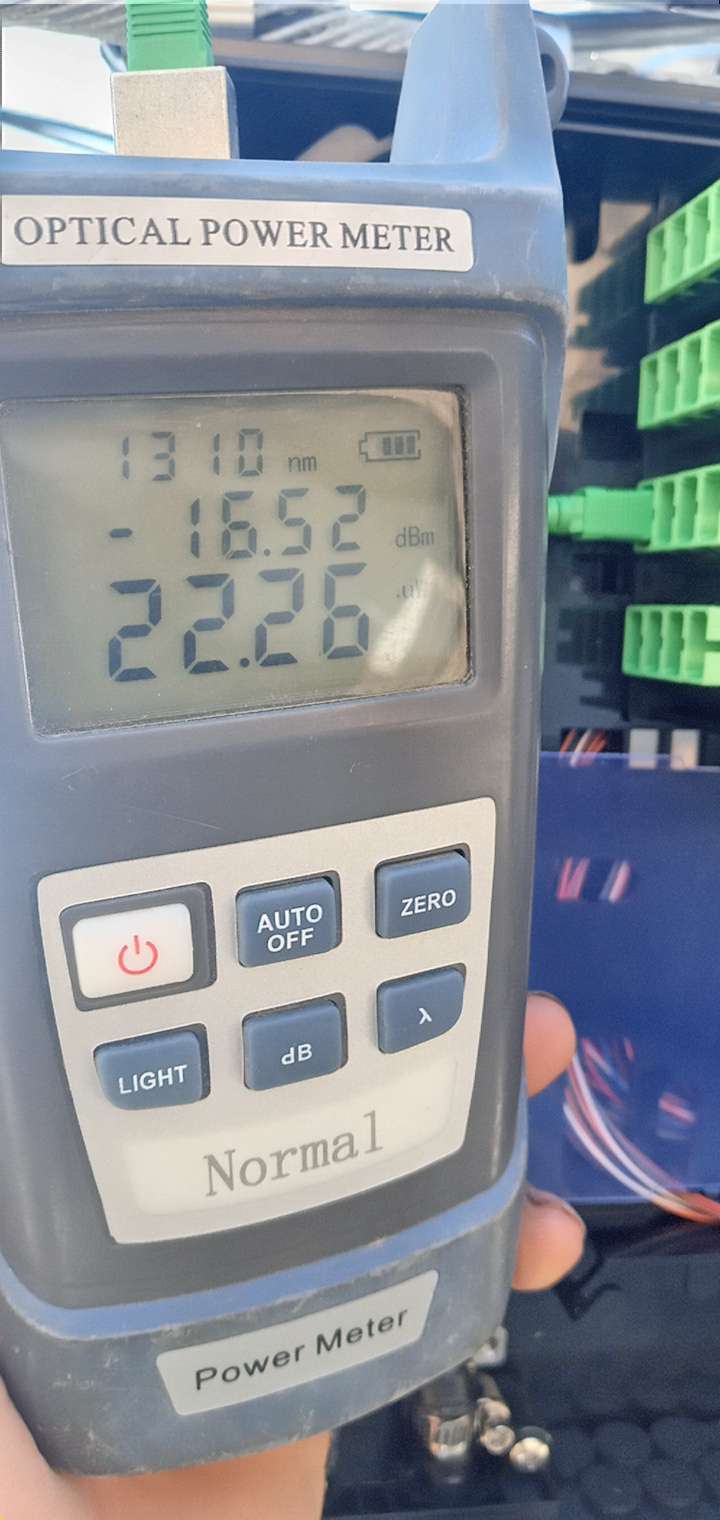 OPTICAL POWER METER
1310 nm
- 16.52 dBm
22.26
AUTO OFF
ZERO
LIGHT
dB
λ
Normal
Power Meter